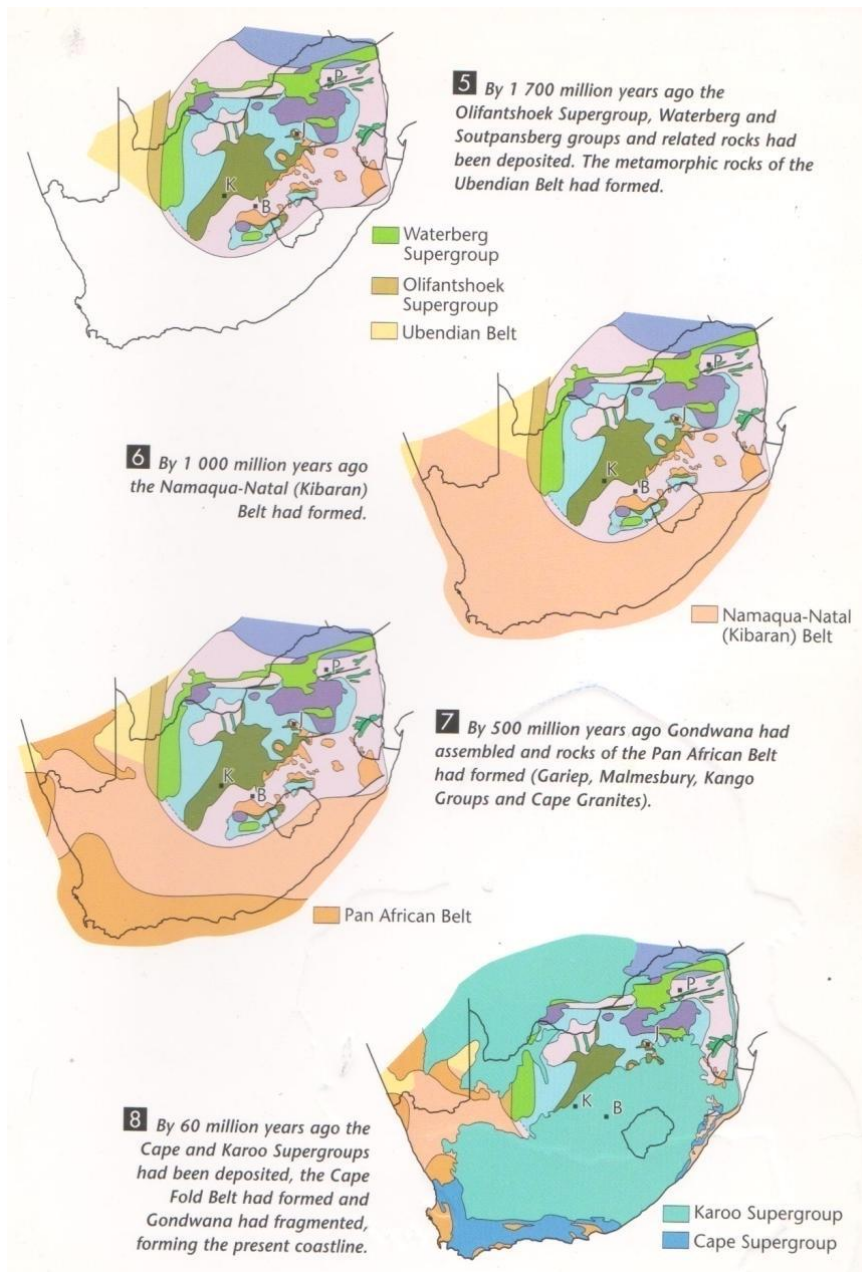 5 By 1 700 million years ago the
Olifantshoek Supergroup, Waterberg and
Soutpansberg groups and related rocks had
been deposited. The metamorphic rocks of the
Ubendian Belt had formed.
P
J
K
B
Waterberg
Supergroup
Olifantshoek
Supergroup
Ubendian Belt
6 By 1 000 million years ago
the Namaqua-Natal (Kibaran)
Belt had formed.
P
J
K
B
Namaqua-Natal
(Kibaran) Belt
7 By 500 million years ago Gondwana had
assembled and rocks of the Pan African Belt
had formed (Gariep, Malmesbury, Kango
Groups and Cape Granites).
P
J
K
B
Pan African Belt
8 By 60 million years ago the
Cape and Karoo Supergroups
had been deposited, the Cape
Fold Belt had formed and
Gondwana had fragmented,
forming the present coastline.
P
J
K
B
Karoo Supergroup
Cape Supergroup